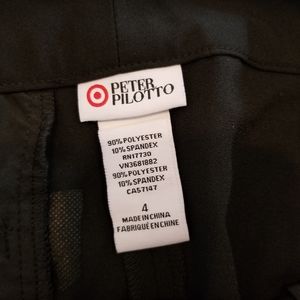 PETER
PILOTTO
90% POLYESTER
10% SPANDEX
RN17730
VN3681882
90% POLYESTER
10% SPANDEX
CA57147
4
MADE IN CHINA
FABRIQUÉ EN CHINE